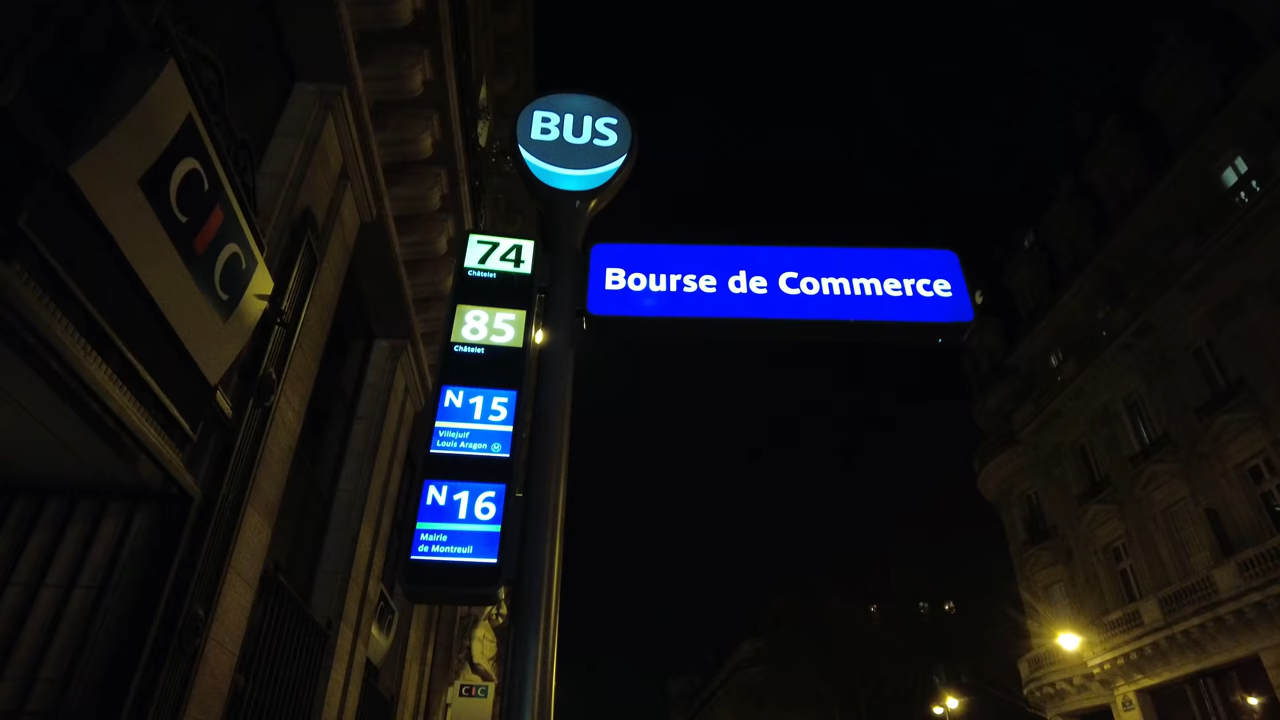 BUS
CIC
74
Châtelet
Bourse de Commerce
85
Châtelet
N15
Villejuif
Louis Aragon M
N16
Mairie
de Montreuil
CIC